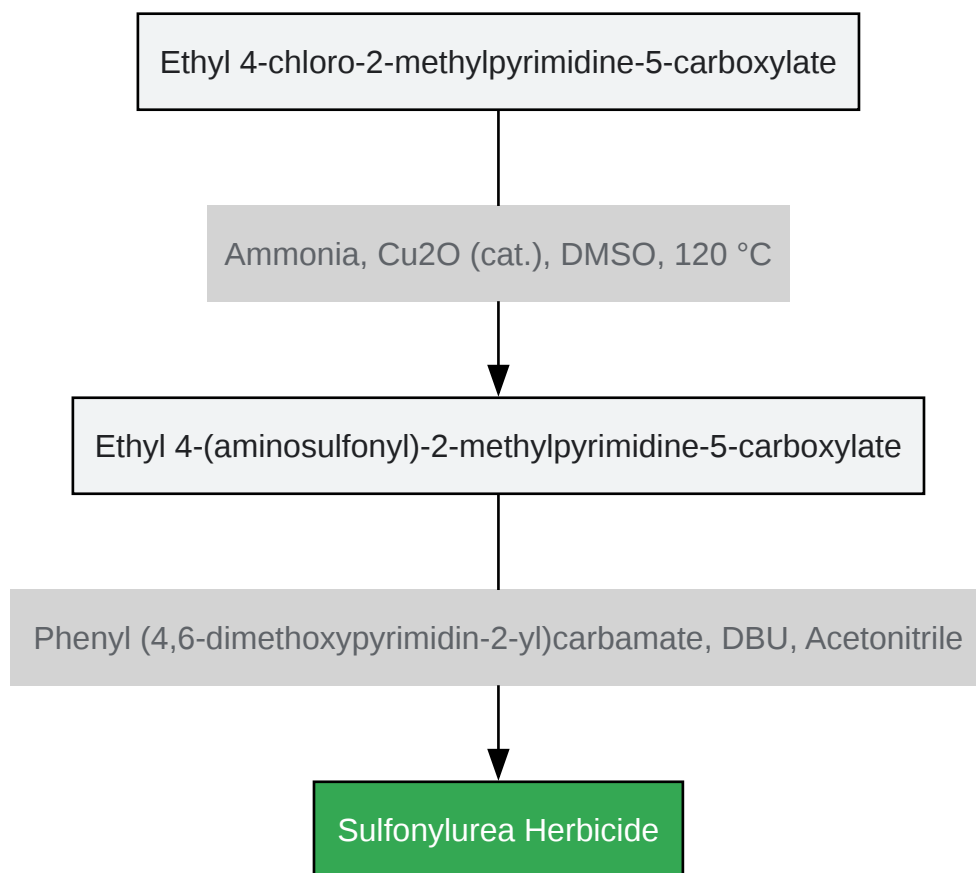 Ethyl 4-chloro-2-methylpyrimidine-5-carboxylate
Ammonia, Cu2O (cat.), DMSO, 120 °C
Ethyl 4-(aminosulfonyl)-2-methylpyrimidine-5-carboxylate
Phenyl (4,6-dimethoxypyrimidin-2-yl)carbamate, DBU, Acetonitrile
Sulfonylurea Herbicide